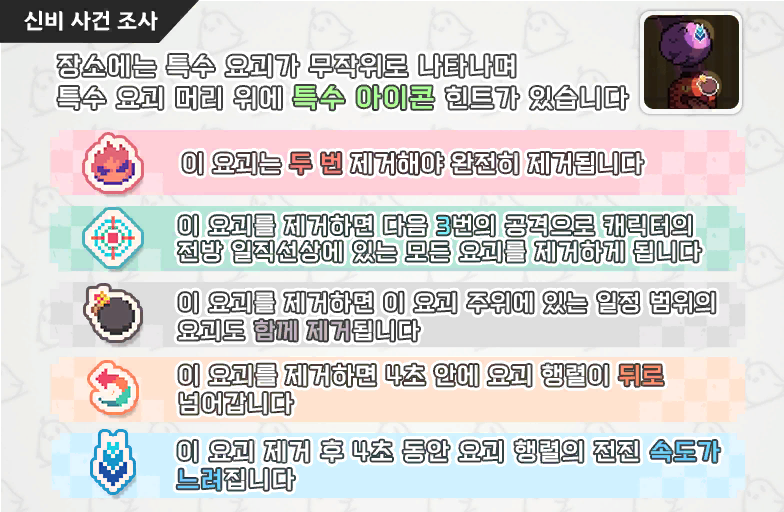 신비 사건 조사
장소에는 특수 요괴가 무작위로 나타나며
특수 요괴 머리 위에 특수 아이콘 힌트가 있습니다
이 요괴는 두 번 제거해야 완전히 제거됩니다
이 요괴를 제거하면 다음 3번의 공격으로 캐릭터의
전방 일직선상에 있는 모든 요괴를 제거하게 됩니다
이 요괴를 제거하면 이 요괴 주위에 있는 일정 범위의
요괴도 함께 제거됩니다
이 요괴를 제거하면 4초 안에 요괴 행렬이 뒤로
넘어갑니다
이 요괴 제거 후 4초 동안 요괴 행렬의 전진 속도가
느려집니다